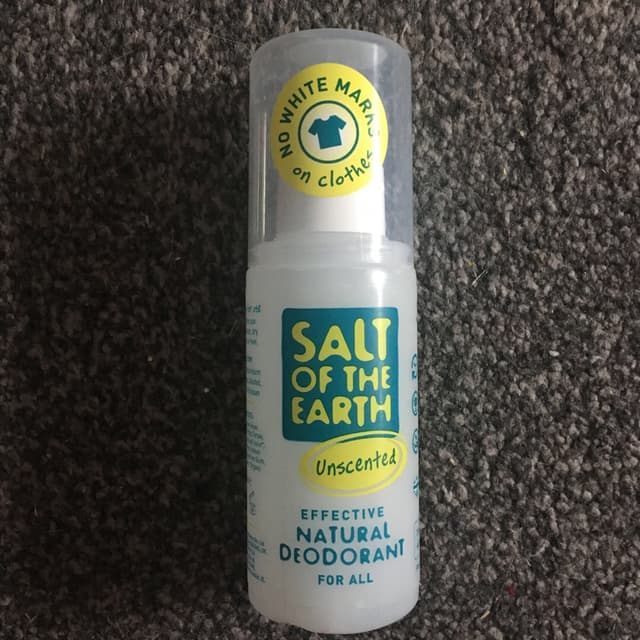 NO WHITE MARKS
on clothes
SALT
OF THE
EARTH
Unscented
EFFECTIVE
NATURAL
DEODORANT
FOR ALL